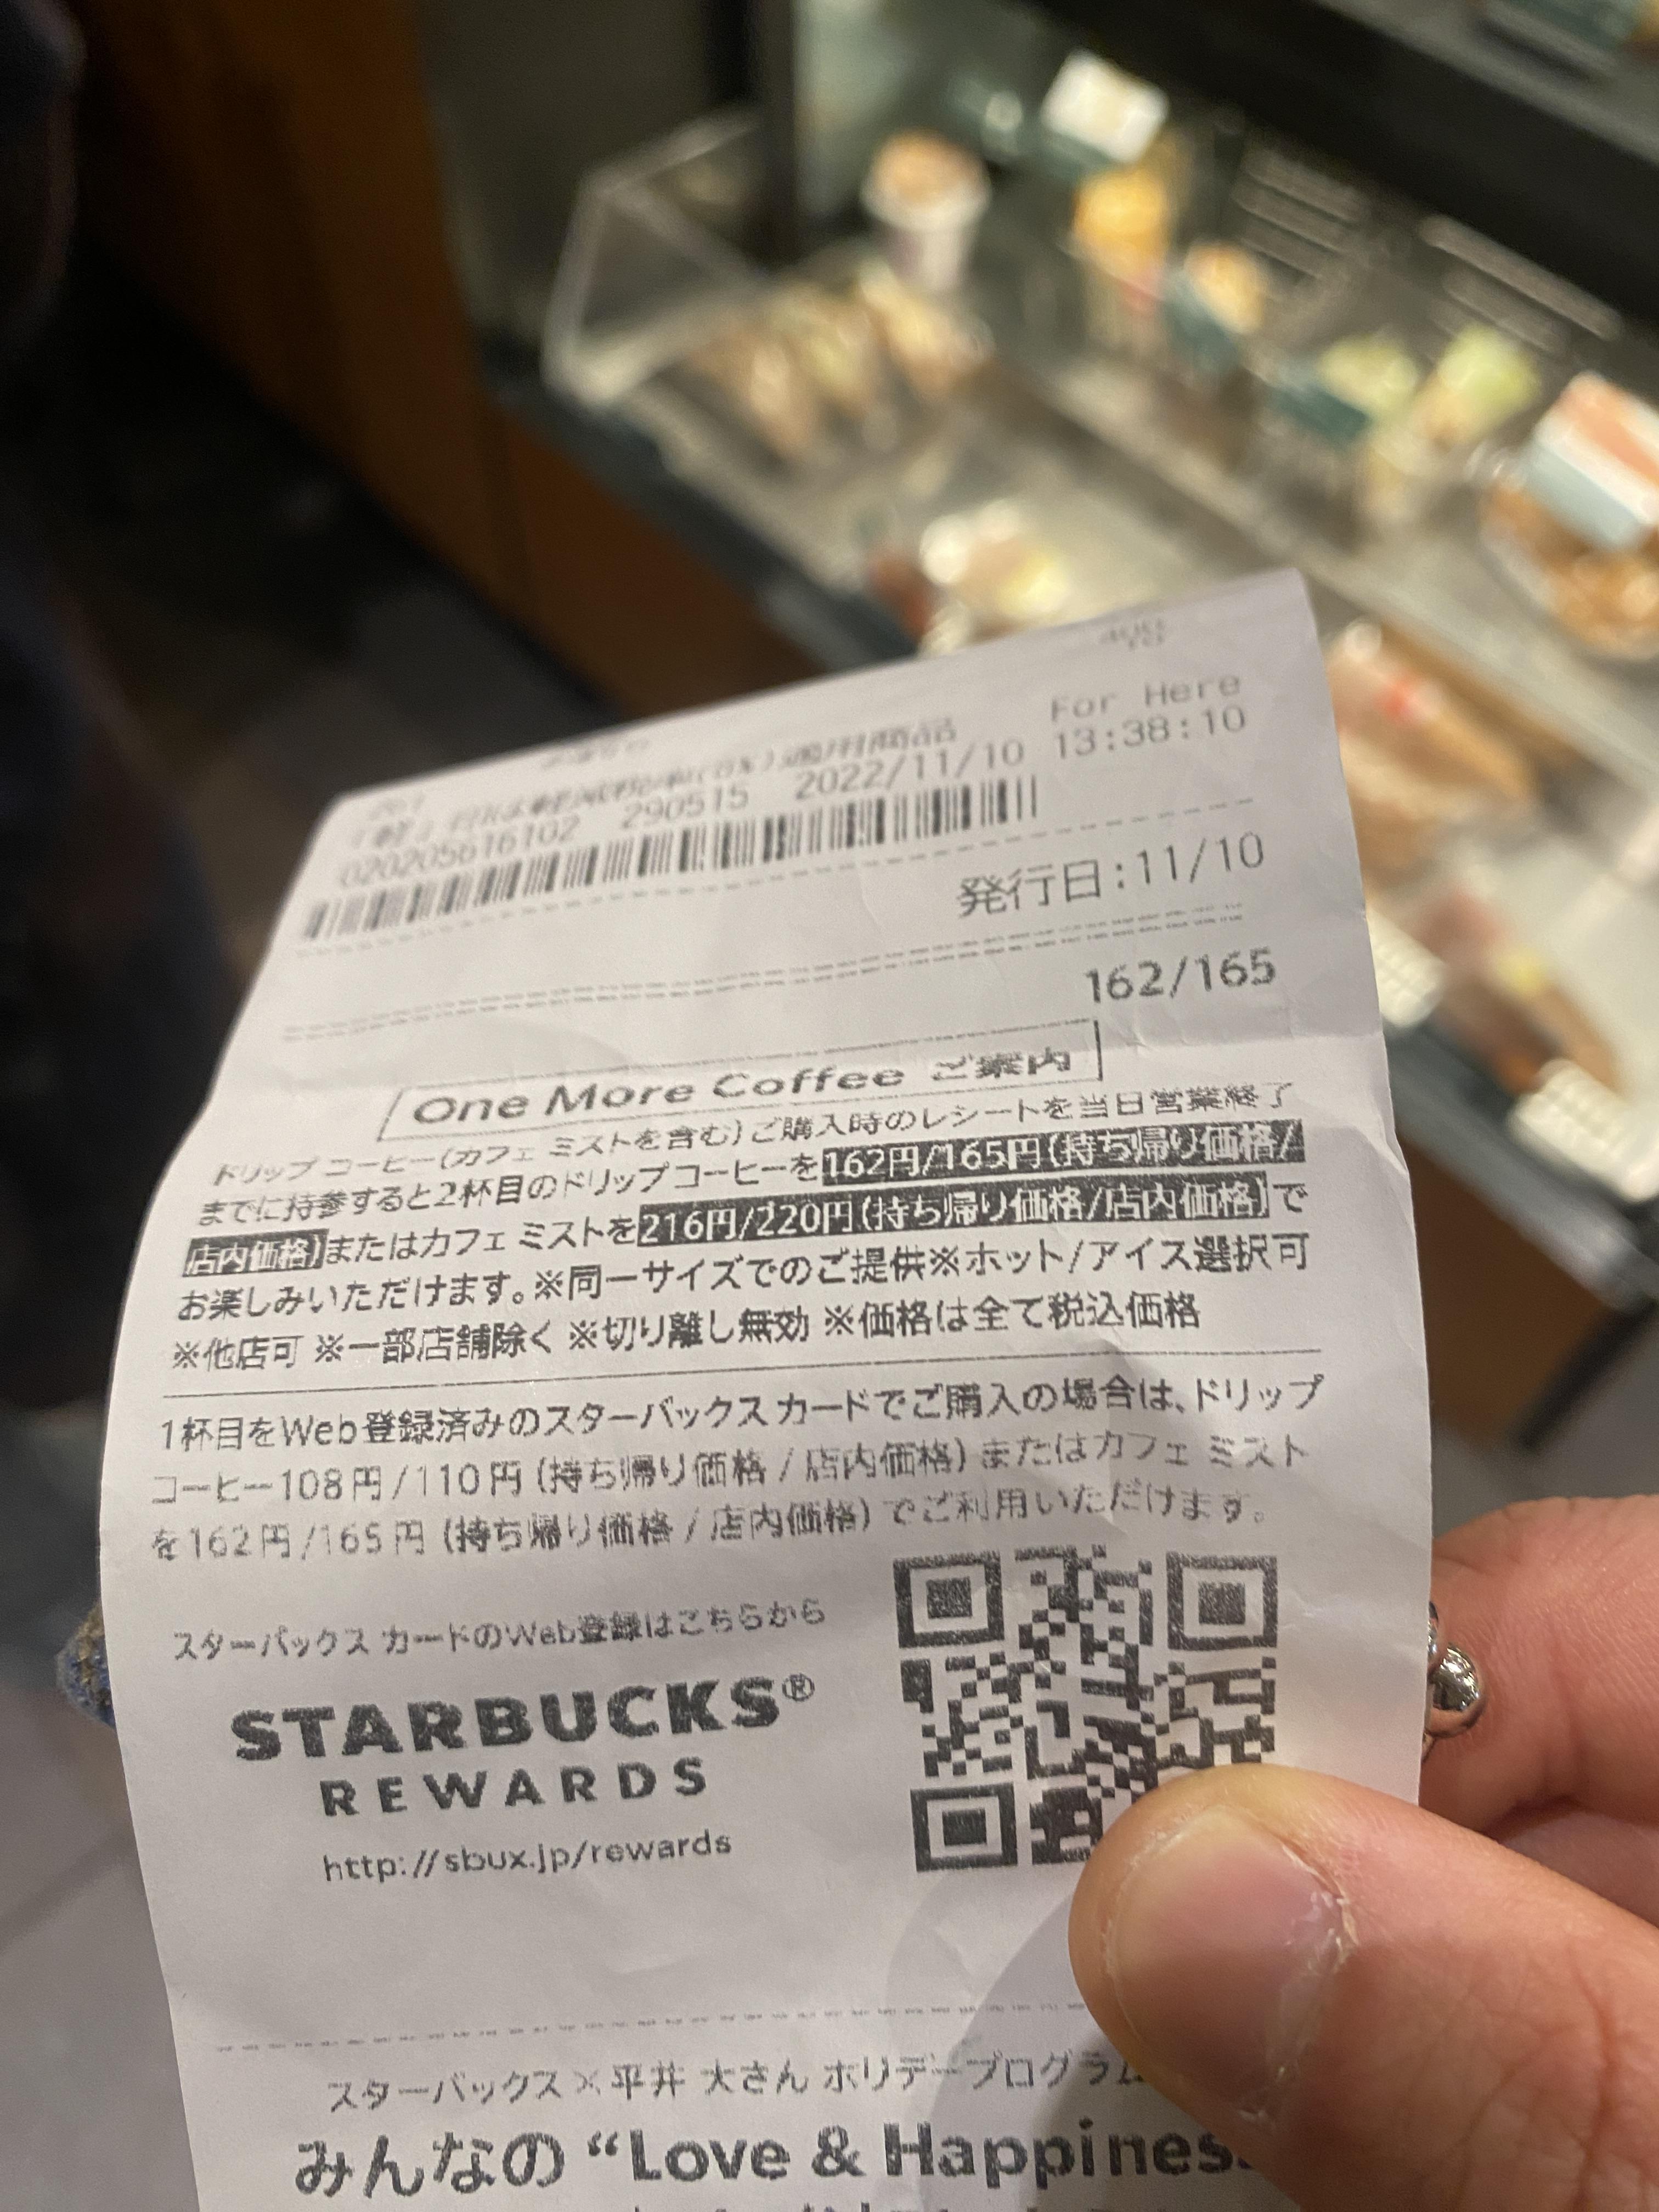 For Here
「軽」印は軽減税率(8%)適用商品
020205616102 290515 2022/11/10 13:38:10
発行日:11/10
162/165
One More Coffee ご案内
ドリップ コーヒー(カフェ ミストを含む)ご購入時のレシートを当日営業終了
までに持参すると2杯目のドリップコーヒーを162円/165円(持ち帰り価格/
店内価格)またはカフェ ミストを216円/220円(持ち帰り価格/店内価格)で
お楽しみいただけます。※同一サイズでのご提供※ホット/アイス選択可
※他店可 ※一部店舗除く ※切り離し無効 ※価格は全て税込価格
1杯目をWeb登録済みのスターバックス カードでご購入の場合は、ドリップ
コーヒー108円/110円 (持ち帰り価格 / 店内価格) またはカフェ ミスト
を162円/165円 (持ち帰り価格 / 店内価格) でご利用いただけます。
スターバックス カードのWeb登録はこちらから
STARBUCKS®
REWARDS
http://sbux.jp/rewards
スターバックス×平井 大さん ホリデープログラム
みんなの “Love & Happines